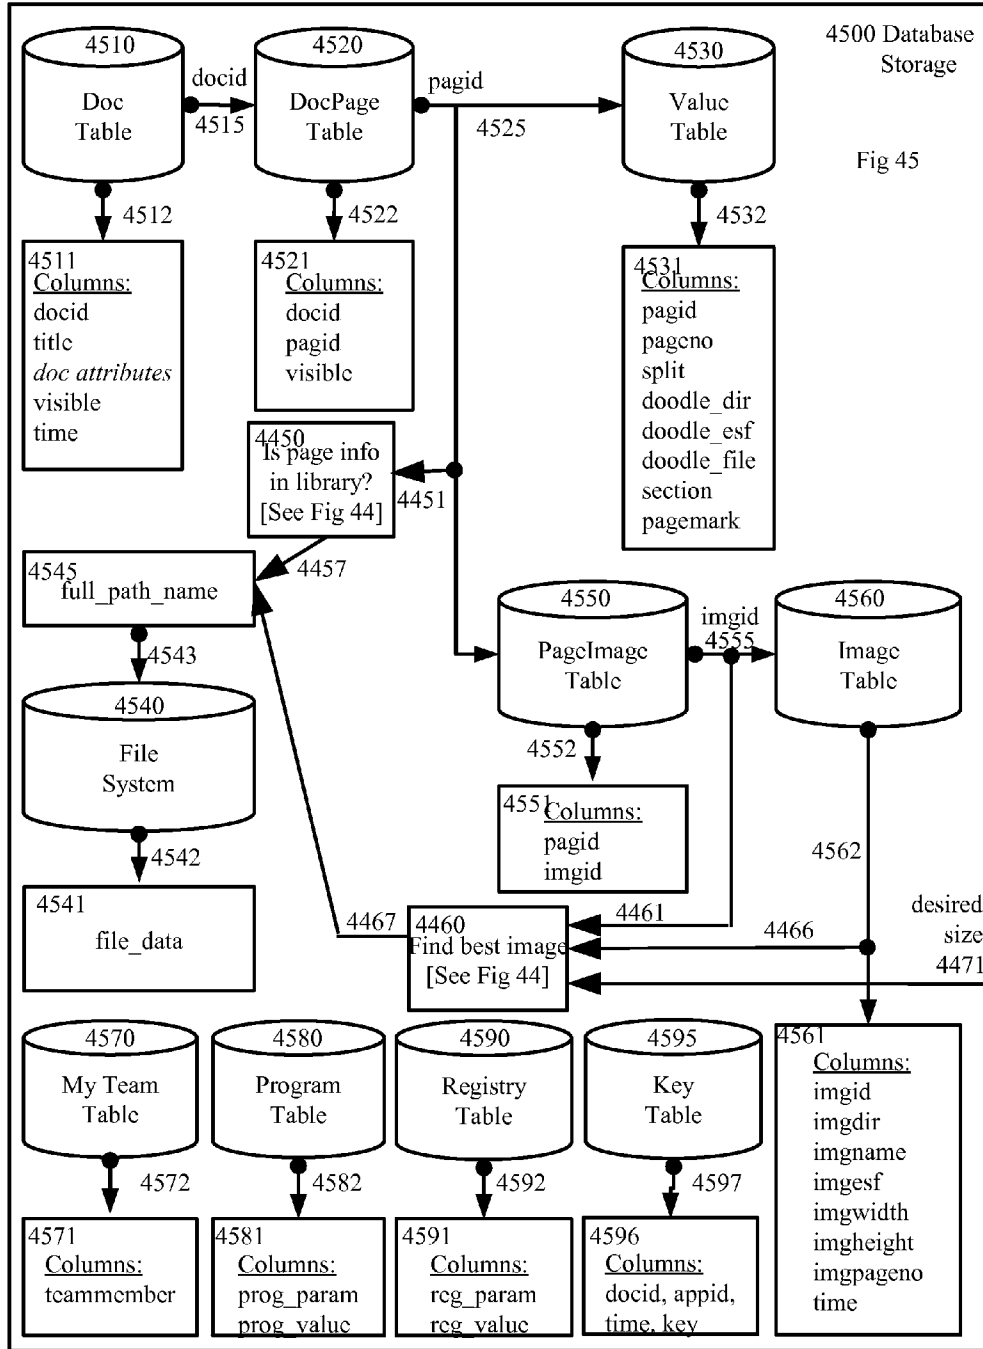 4500 Database
Storage
Fig 45
4510
Doc
Table
docid
4515
4520
DocPage
Table
pagid
4525
4530
Value
Table
4512
4522
4532
4511
Columns:
docid
title
doc attributes
visible
time
4521
Columns:
docid
pagid
visible
4531
Columns:
pagid
pageno
split
doodle_dir
doodle_esf
doodle_file
section
pagemark
4450
Is page info
in library?
[See Fig 44]
4451
4457
4545
full_path_name
4543
4540
File
System
4542
4541
file_data
4550
PageImage
Table
imgid
4555
4560
Image
Table
4552
4551
Columns:
pagid
imgid
4562
4461
4466
desired
size
4471
4467
4460
Find best image
[See Fig 44]
4570
My Team
Table
4580
Program
Table
4590
Registry
Table
4595
Key
Table
4572
4582
4592
4597
4571
Columns:
teammember
4581
Columns:
prog_param
prog_value
4591
Columns:
reg_param
reg_value
4596
Columns:
docid, appid,
time, key
4561
Columns:
imgid
imgdir
imgname
imgesf
imgwidth
imgheight
imgpageno
time